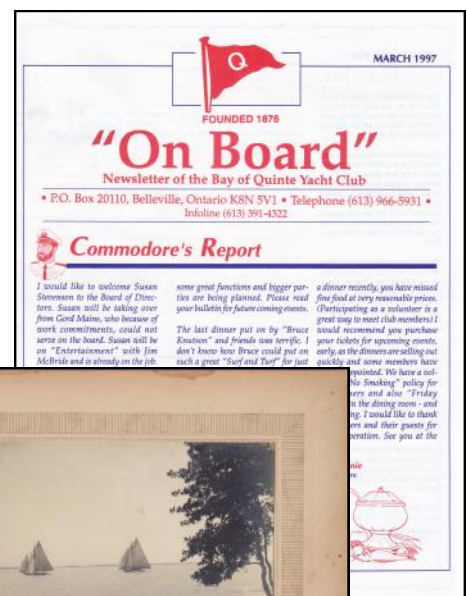 MARCH 1997
Q
FOUNDED 1876
"On Board"
Newsletter of the Bay of Quinte Yacht Club
• P.O. Box 20110, Belleville, Ontario K8N 5V1 • Telephone (613) 966-5931 •
Infoline (613) 391-4322
Commodore's Report
I would like to welcome Susan
Stevenson to the Board of Direc-
tors. Susan will be taking over
from Gord Maine, who because of
work commitments, could not
serve on the board. Susan will be
on "Entertainment" with Jim
McBride and is already on the job.
some great functions and bigger par-
ties are being planned. Please read
your bulletin for future coming events.
The last dinner put on by "Bruce
Knutson" and friends was terrific. I
don't know how Bruce could put on
such a great "Surf and Turf" for just
a dinner recently, you have missed
fine food at very reasonable prices.
(Participating as a volunteer is a
great way to meet club members) I
would recommend you purchase
your tickets for upcoming events,
early, as the dinners are selling out
quickly and some members have
We have a vol-
No Smoking" policy for
and also "Friday
in the dining room - and
I would like to thank
and their guests for
See you at the